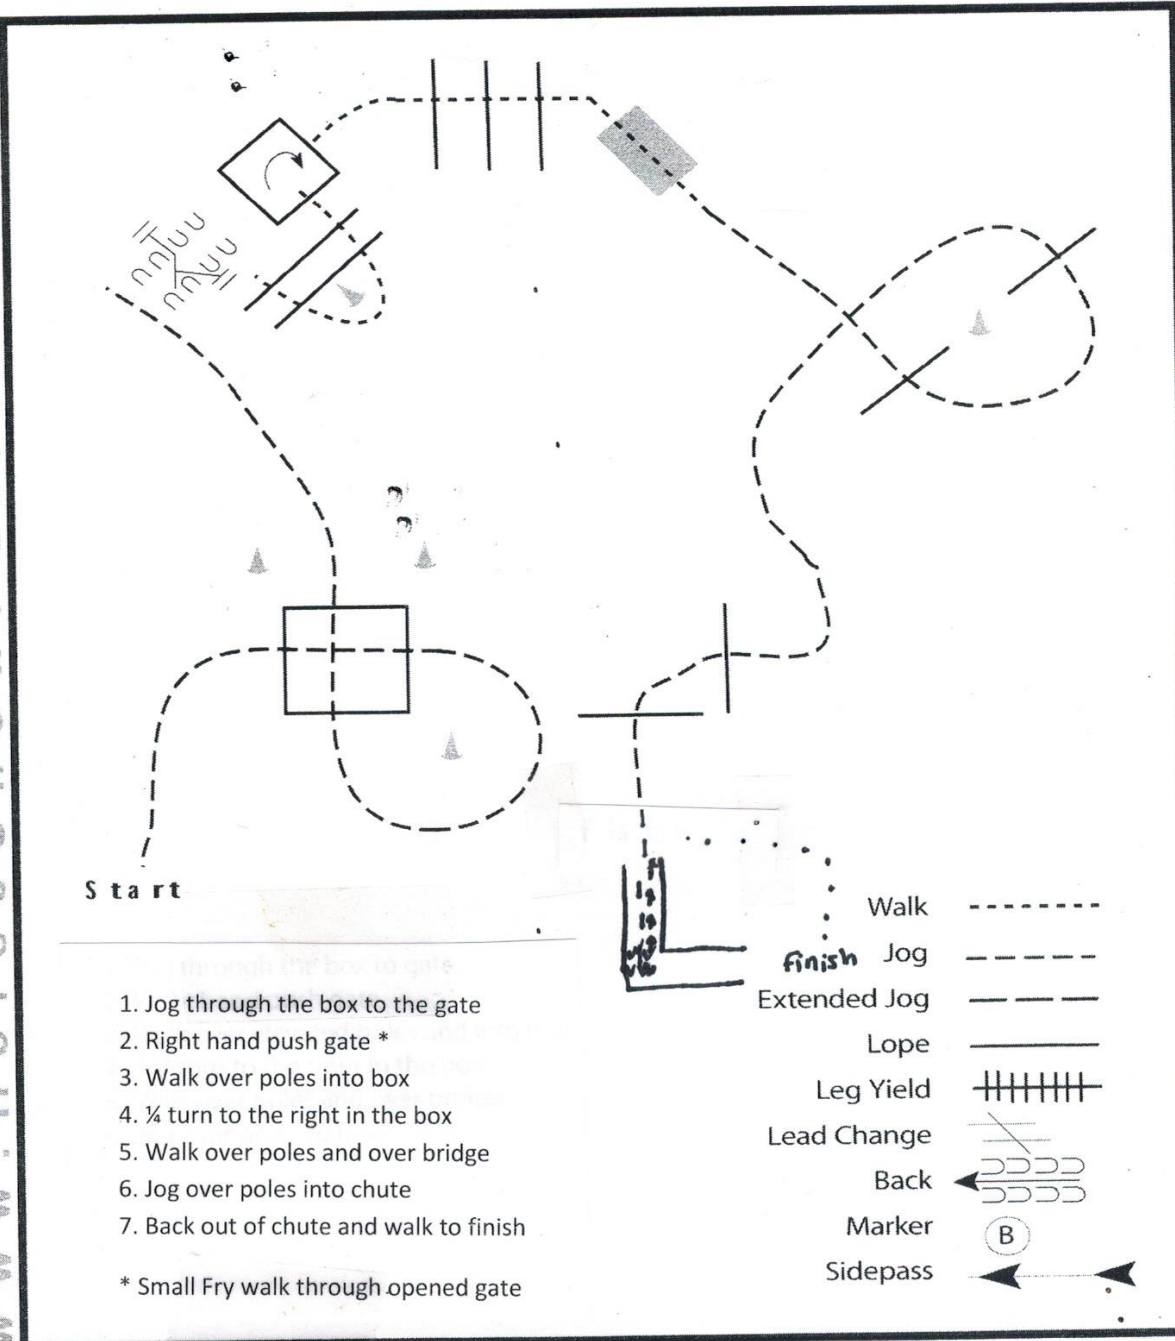 Start
Finish
Walk
Jog
Extended Jog
Lope
Leg Yield
Lead Change
Back
Marker
B
Sidepass
1. Jog through the box to the gate
2. Right hand push gate *
3. Walk over poles into box
4. ¼ turn to the right in the box
5. Walk over poles and over bridge
6. Jog over poles into chute
7. Back out of chute and walk to finish
* Small Fry walk through opened gate